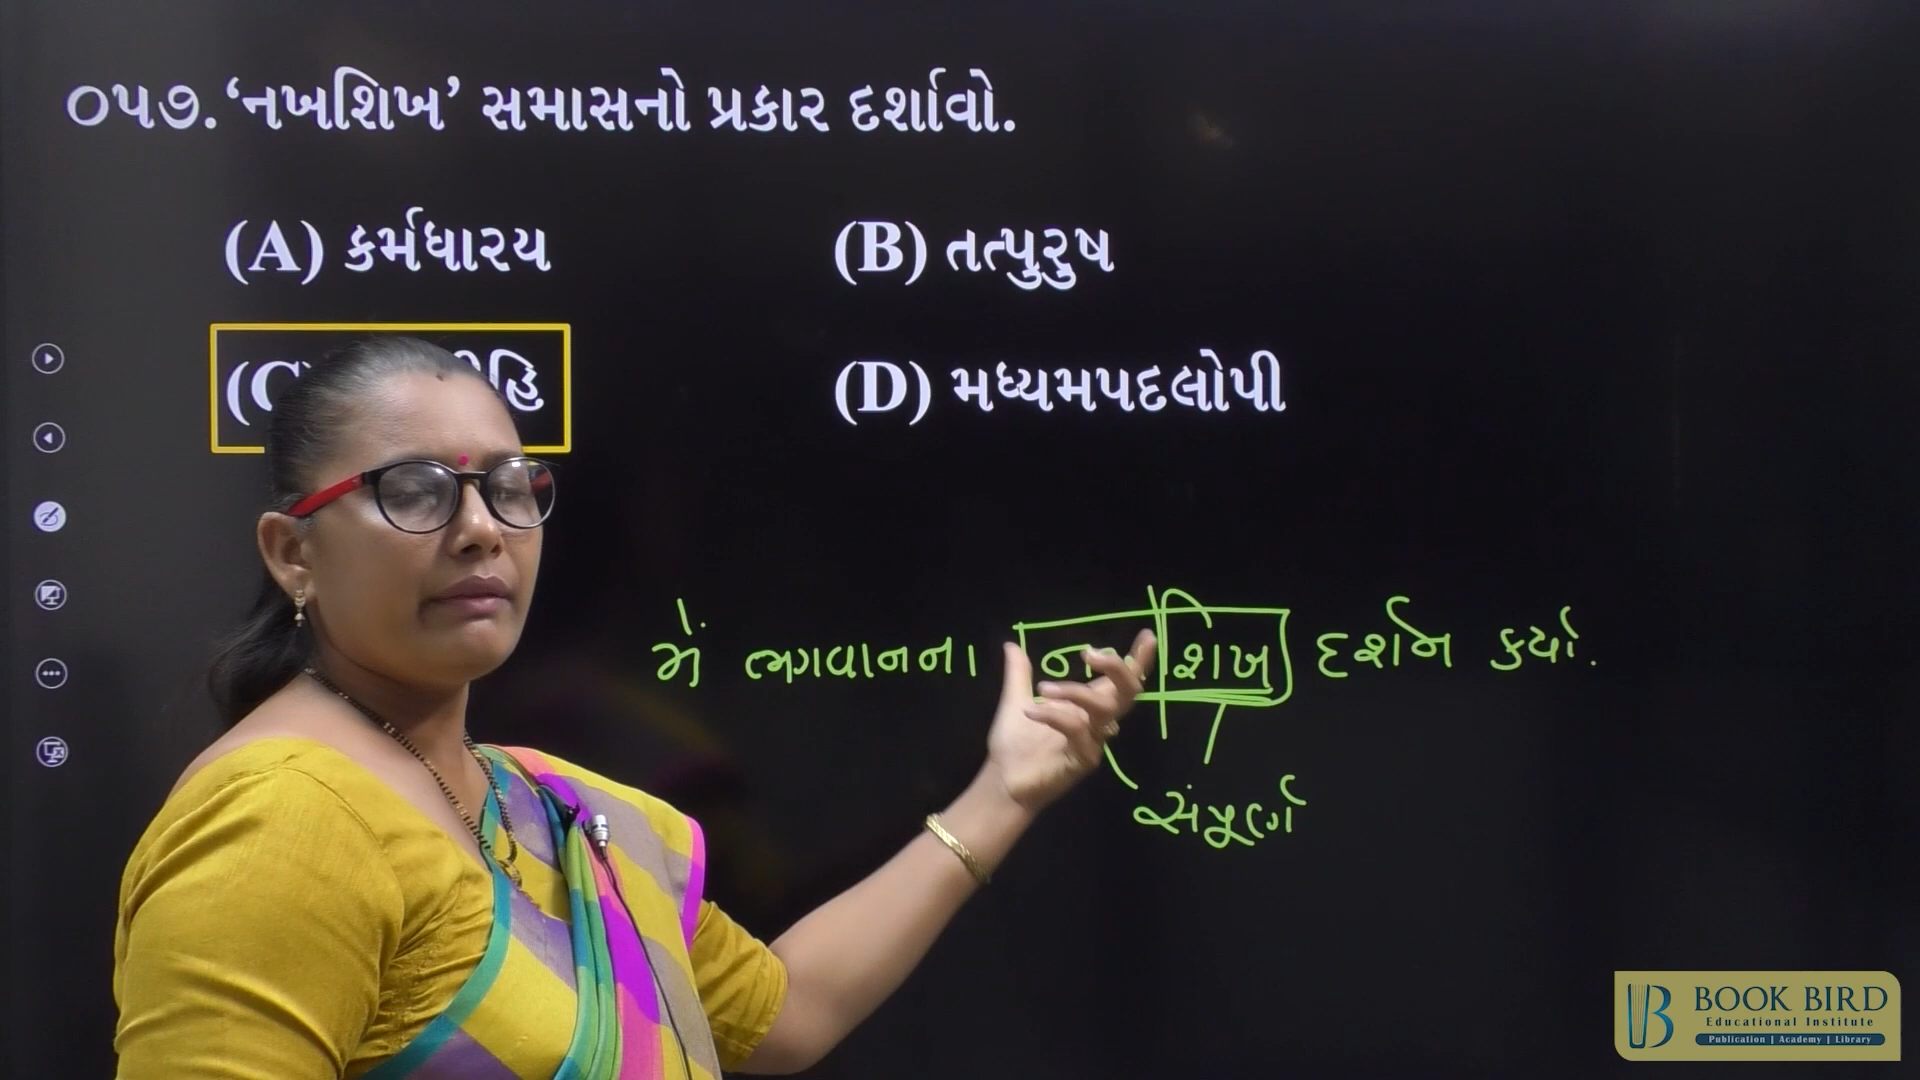 ૦૫૭. ‘નખશિખ’ સમાસનો પ્રકાર દર્શાવો.
(A) કર્મધારય (B) તત્પુરુષ
(D) મધ્યમપદલોપી
મેં ભગવાનના શિખ દર્શન કર્યા.
સંપૂર્ણ
BOOK BIRD
Educational Institute
Publication | Academy | Library